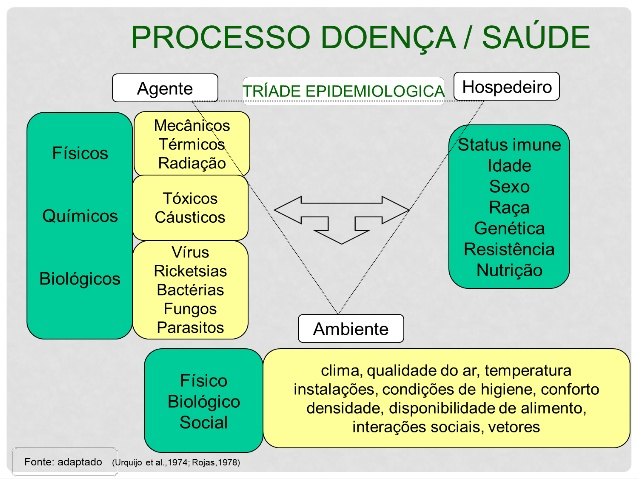 PROCESSO DOENÇA / SAÚDE
Agente
TRÍADE EPIDEMIOLOGICA
Hospedeiro
Físicos
Químicos
Biológicos
Mecânicos
Térmicos
Radiação
Tóxicos
Cáusticos
Vírus
Ricketsias
Bactérias
Fungos
Parasitos
Status imune
Idade
Sexo
Raça
Genética
Resistência
Nutrição
Ambiente
Físico
Biológico
Social
clima, qualidade do ar, temperatura
instalações, condições de higiene, conforto
densidade, disponibilidade de alimento,
interações sociais, vetores
Fonte: adaptado (Urquijo et al.,1974; Rojas,1978)